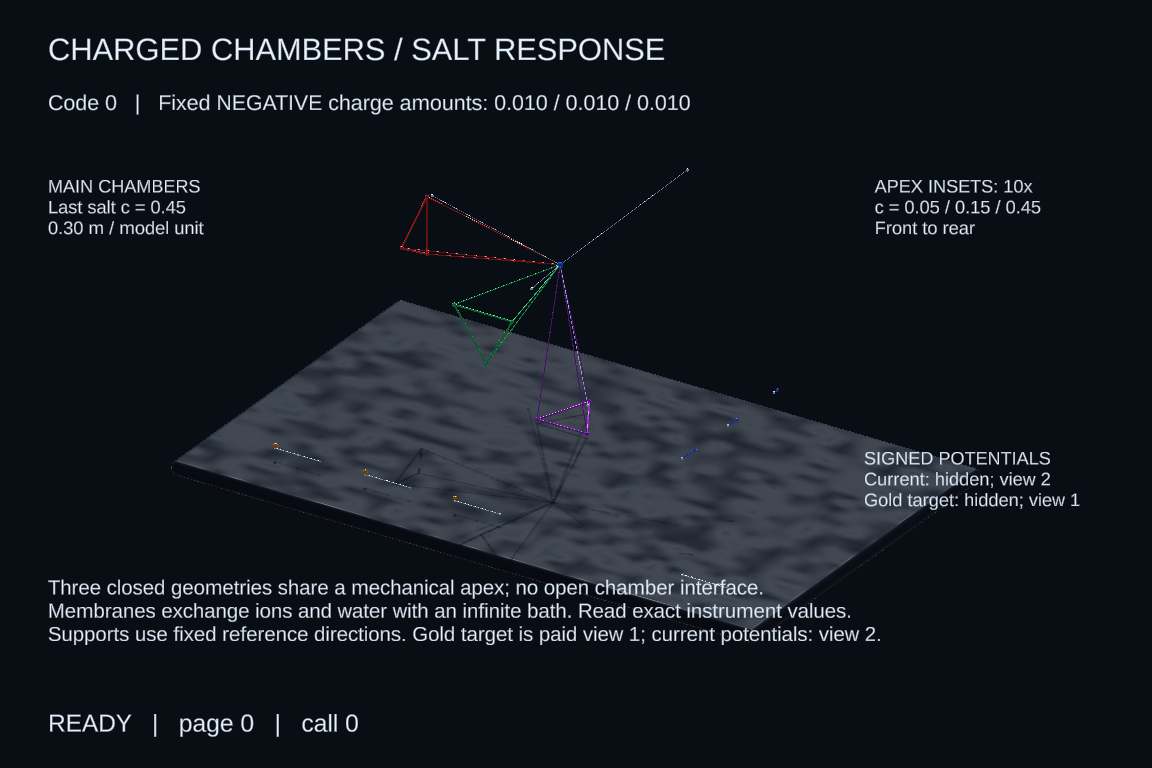 CHARGED CHAMBERS / SALT RESPONSE
Code 0 | Fixed NEGATIVE charge amounts: 0.010 / 0.010 / 0.010
MAIN CHAMBERS
Last salt c = 0.45
0.30 m / model unit
APEX INSETS: 10x
c = 0.05 / 0.15 / 0.45
Front to rear
SIGNED POTENTIALS
Current: hidden; view 2
Gold target: hidden; view 1
Three closed geometries share a mechanical apex; no open chamber interface.
Membranes exchange ions and water with an infinite bath. Read exact instrument values.
Supports use fixed reference directions. Gold target is paid view 1; current potentials: view 2.
READY | page 0 | call 0